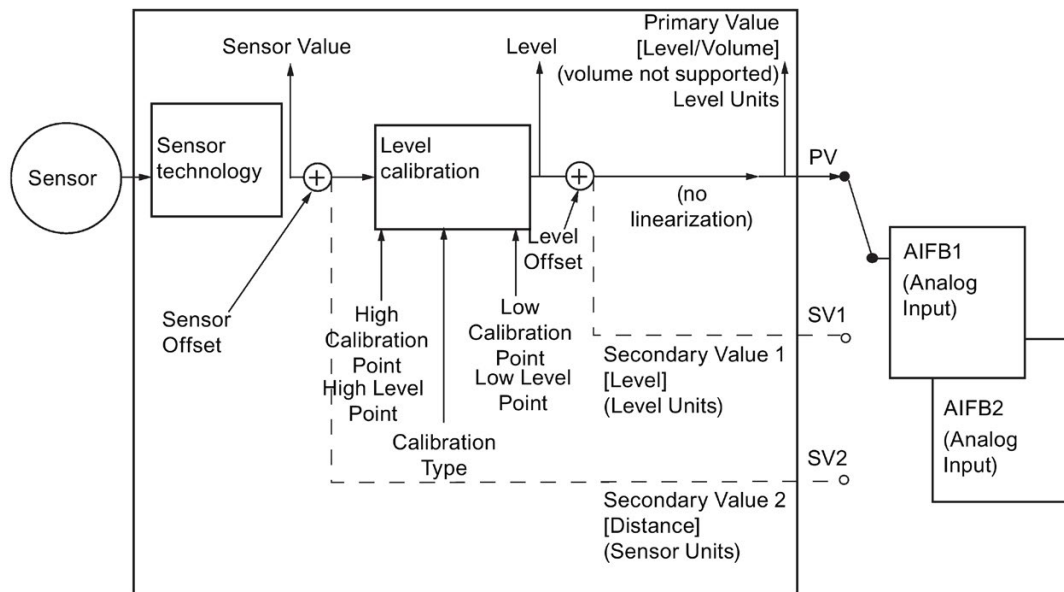 Sensor
Sensor
technology
Sensor Value
Sensor
Offset
Level
calibration
High
Calibration
Point
High Level
Point
Calibration
Type
Low
Calibration
Point
Low Level
Point
Level
Level
Offset
Primary Value
[Level/Volume]
(volume not supported)
Level Units
(no
linearization)
Secondary Value 1
[Level]
(Level Units)
Secondary Value 2
[Distance]
(Sensor Units)
PV
SV1
SV2
AIFB1
(Analog
Input)
AIFB2
(Analog
Input)